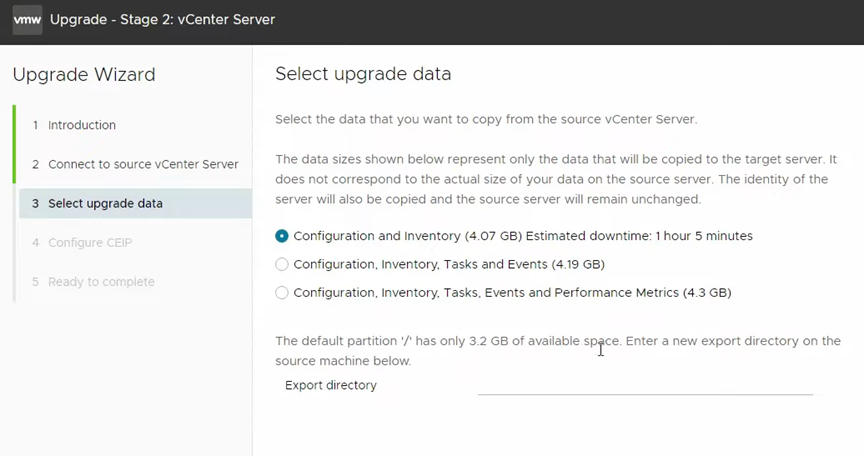 vmw Upgrade - Stage 2: vCenter Server
Upgrade Wizard
1 Introduction
2 Connect to source vCenter Server
3 Select upgrade data
4 Configure CEIP
5 Ready to complete
Select upgrade data
Select the data that you want to copy from the source vCenter Server.
The data sizes shown below represent only the data that will be copied to the target server. It
does not correspond to the actual size of your data on the source server. The identity of the
server will also be copied and the source server will remain unchanged.
Configuration and Inventory (4.07 GB) Estimated downtime: 1 hour 5 minutes
Configuration, Inventory, Tasks and Events (4.19 GB)
Configuration, Inventory, Tasks, Events and Performance Metrics (4.3 GB)
The default partition '/' has only 3.2 GB of available space. Enter a new export directory on the
source machine below.
Export directory